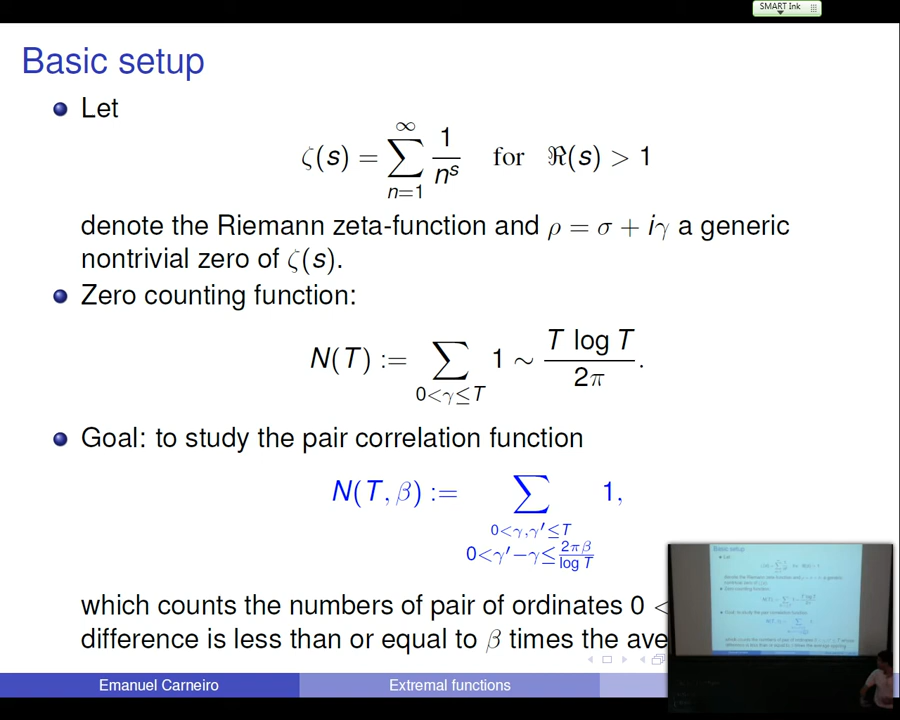 SMART Ink
Basic setup
Let
ζ(s) = ∑_{n=1}^{∞} 1/n^s for ℜ(s) > 1
denote the Riemann zeta-function and ρ = σ + iγ a generic
nontrivial zero of ζ(s).
Zero counting function:
N(T) := ∑_{0<γ≤T} 1 ∼ T log T / 2π .
Goal: to study the pair correlation function
N(T, β) := ∑_{0<γ,γ′≤T, 0<γ′−γ≤2πβ/log T} 1,
which counts the numbers of pair of ordinates 0 <
difference is less than or equal to β times the ave
Emanuel Carneiro
Extremal functions